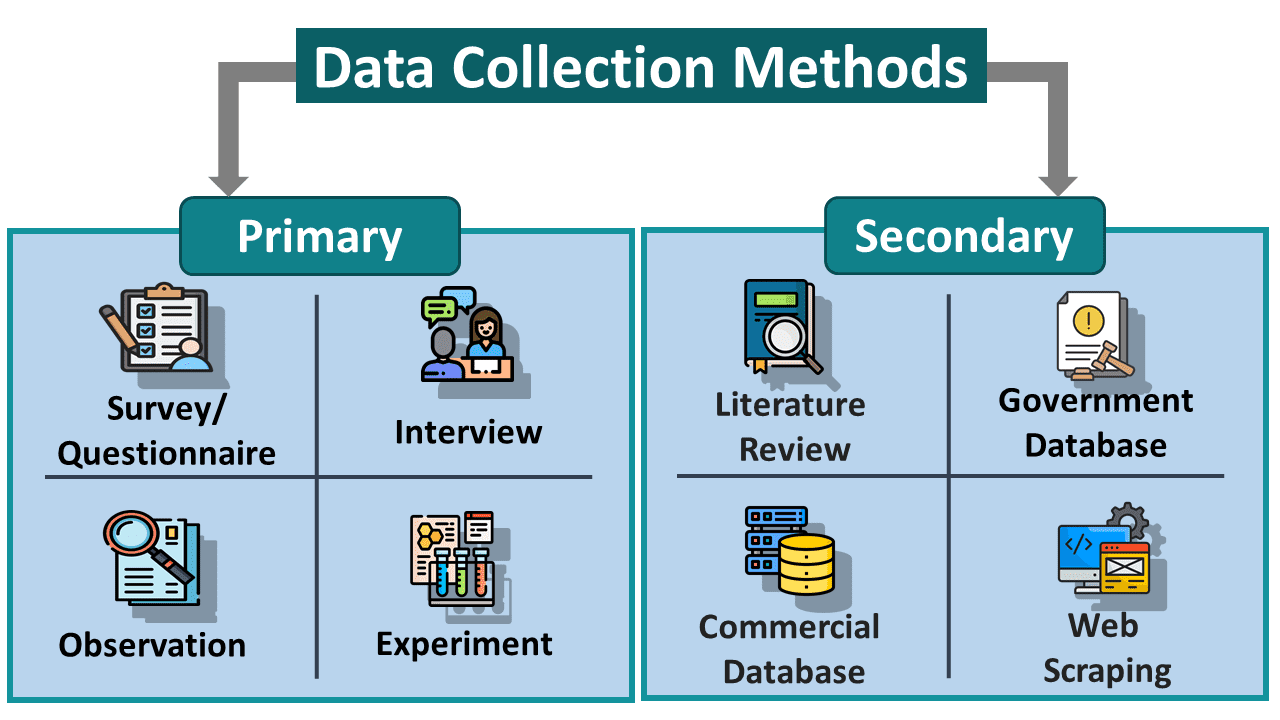 Data Collection Methods
Primary
Secondary
Survey/
Questionnaire
Interview
Observation
Experiment
Literature
Review
Government
Database
Commercial
Database
Web
Scraping